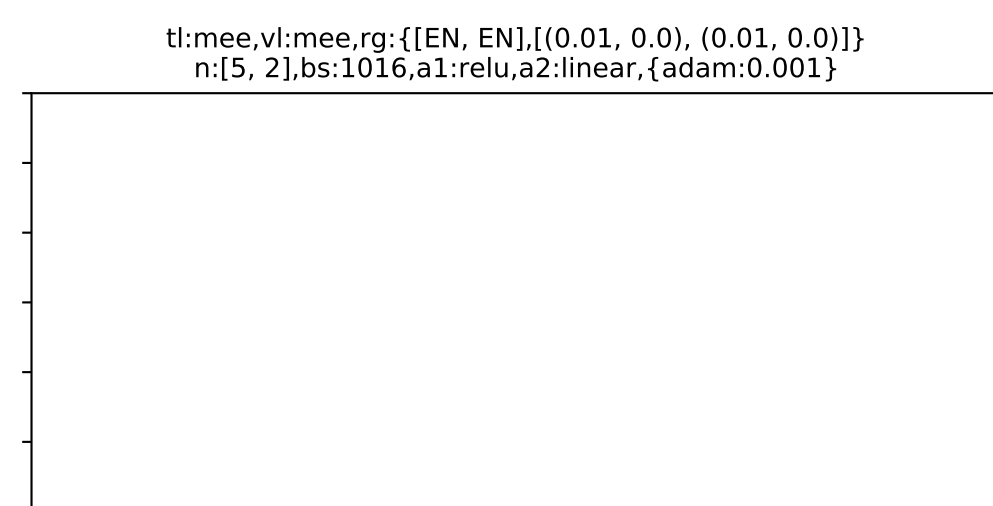 tl:mee,vl:mee,rg:{[EN, EN],[(0.01, 0.0), (0.01, 0.0)]}
n:[5, 2],bs:1016,a1:relu,a2:linear,{adam:0.001}